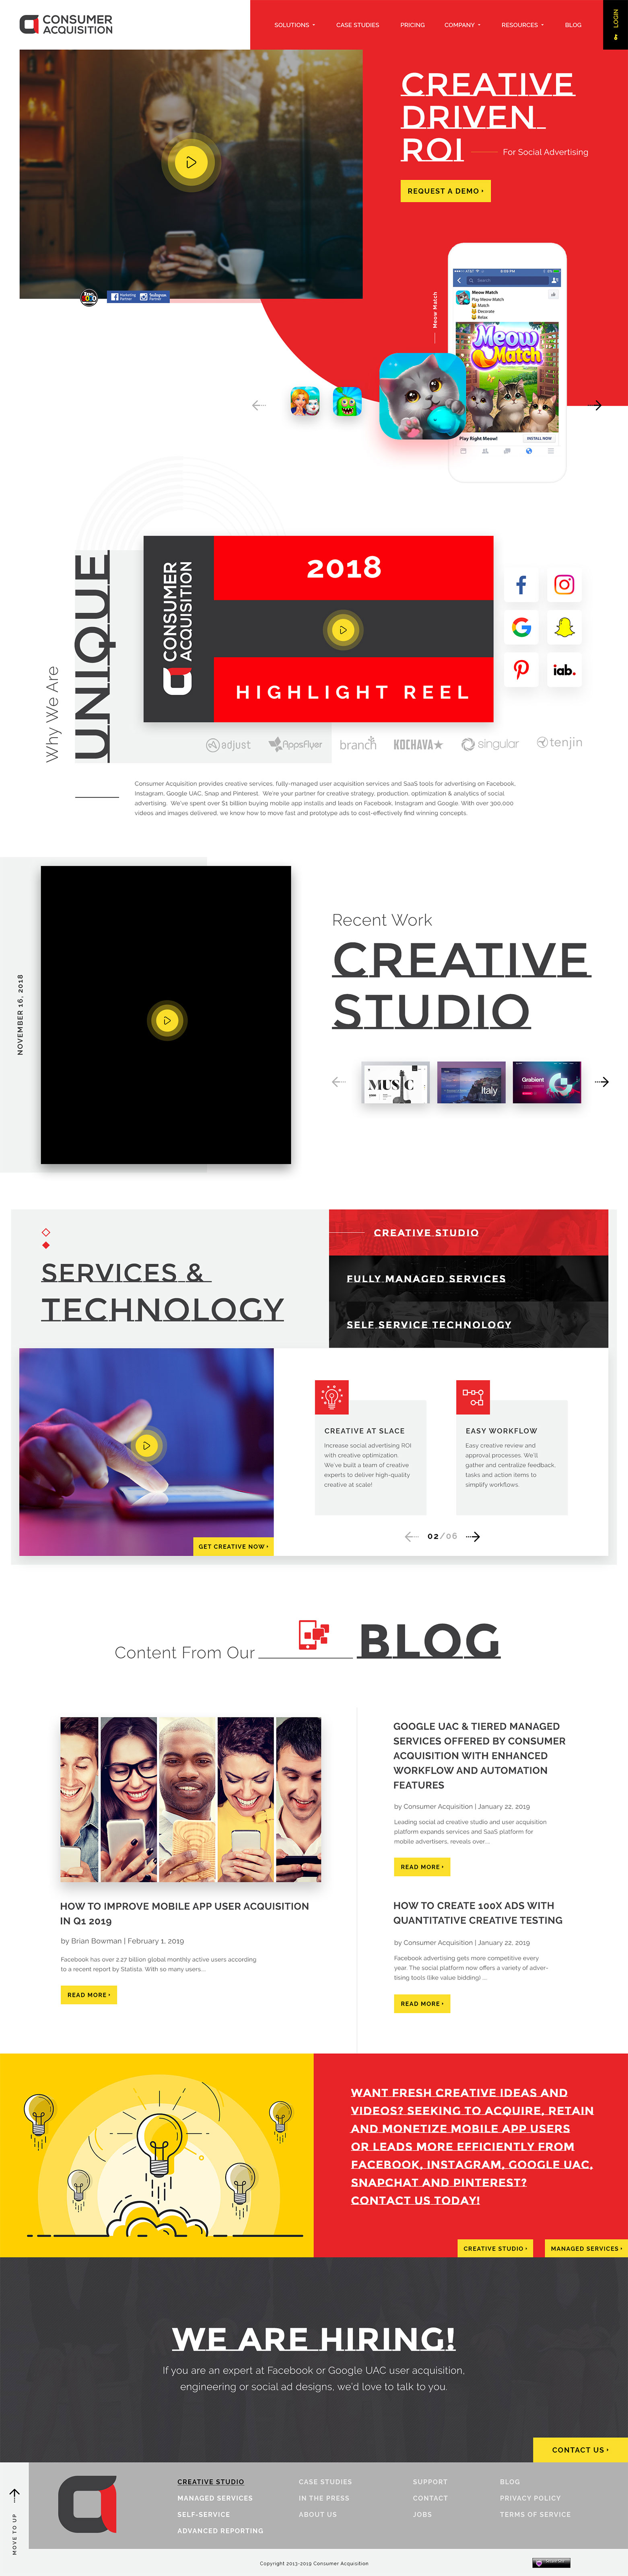 CONSUMER
ACQUISITION
SOLUTIONS
CASE STUDIES
PRICING
COMPANY
RESOURCES
BLOG
LOGIN
CREATIVE
DRIVEN
ROI
For Social Advertising
REQUEST A DEMO
Marketing
Partner
Instagram
Partner
Meow Match
Search
Meow Match
Play Meow Match
Match
Decorate
Relax
Meow
Match
Play Right Meow!
INSTALL NOW
Why We Are
UNIQUE
CONSUMER
ACQUISITION
2018
HIGHLIGHT REEL
iab.
adjust
AppsFlyer
branch
KOCHAVA
singular
tenjin
Consumer Acquisition provides creative services, fully-managed user acquisition services and SaaS tools for advertising on Facebook,
Instagram, Google UAC, Snap and Pinterest. We're your partner for creative strategy, production, optimization & analytics of social
advertising. We've spent over $1 billion buying mobile app installs and leads on Facebook, Instagram and Google. With over 300,000
videos and images delivered, we know how to move fast and prototype ads to cost-effectively find winning concepts.
NOVEMBER 16, 2018
Recent Work
CREATIVE
STUDIO
MUSIC
Italy
Grabient
SERVICES &
TECHNOLOGY
CREATIVE STUDIO
FULLY MANAGED SERVICES
SELF SERVICE TECHNOLOGY
GET CREATIVE NOW
CREATIVE AT SLACE
Increase social advertising ROI
with creative optimization.
We've built a team of creative
experts to deliver high-quality
creative at scale!
EASY WORKFLOW
Easy creative review and
approval processes. We'll
gather and centralize feedback,
tasks and action items to
simplify workflows.
02/06
Content From Our
BLOG
HOW TO IMPROVE MOBILE APP USER ACQUISITION
IN Q1 2019
by Brian Bowman | February 1, 2019
Facebook has over 2.27 billion global monthly active users according
to a recent report by Statista. With so many users...
READ MORE
GOOGLE UAC & TIERED MANAGED
SERVICES OFFERED BY CONSUMER
ACQUISITION WITH ENHANCED
WORKFLOW AND AUTOMATION
FEATURES
by Consumer Acquisition | January 22, 2019
Leading social ad creative studio and user acquisition
platform expands services and SaaS platform for
mobile advertisers, reveals over...
READ MORE
HOW TO CREATE 100X ADS WITH
QUANTITATIVE CREATIVE TESTING
by Consumer Acquisition | January 22, 2019
Facebook advertising gets more competitive every
year. The social platform now offers a variety of adver-
tising tools (like value bidding) ...
READ MORE
WANT FRESH CREATIVE IDEAS AND
VIDEOS? SEEKING TO ACQUIRE, RETAIN
AND MONETIZE MOBILE APP USERS
OR LEADS MORE EFFICIENTLY FROM
FACEBOOK, INSTAGRAM, GOOGLE UAC,
SNAPCHAT AND PINTEREST?
CONTACT US TODAY!
CREATIVE STUDIO
MANAGED SERVICES
WE ARE HIRING!
If you are an expert at Facebook or Google UAC user acquisition,
engineering or social ad designs, we'd love to talk to you.
CONTACT US
MOVE TO UP
CREATIVE STUDIO
MANAGED SERVICES
SELF-SERVICE
ADVANCED REPORTING
CASE STUDIES
IN THE PRESS
ABOUT US
SUPPORT
CONTACT
JOBS
BLOG
PRIVACY POLICY
TERMS OF SERVICE
Copyright 2013-2019 Consumer Acquisition